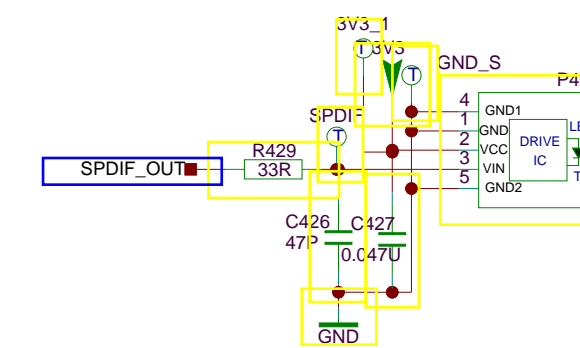 3V3_1
T 3V3
T GND_S
P4
SPDIF
T
4 GND1
1 GND
2 VCC
3 VIN
5 GND2
DRIVE
IC
LE
T
SPDIF_OUT
R429
33R
C426
47P
C427
0.047U
GND